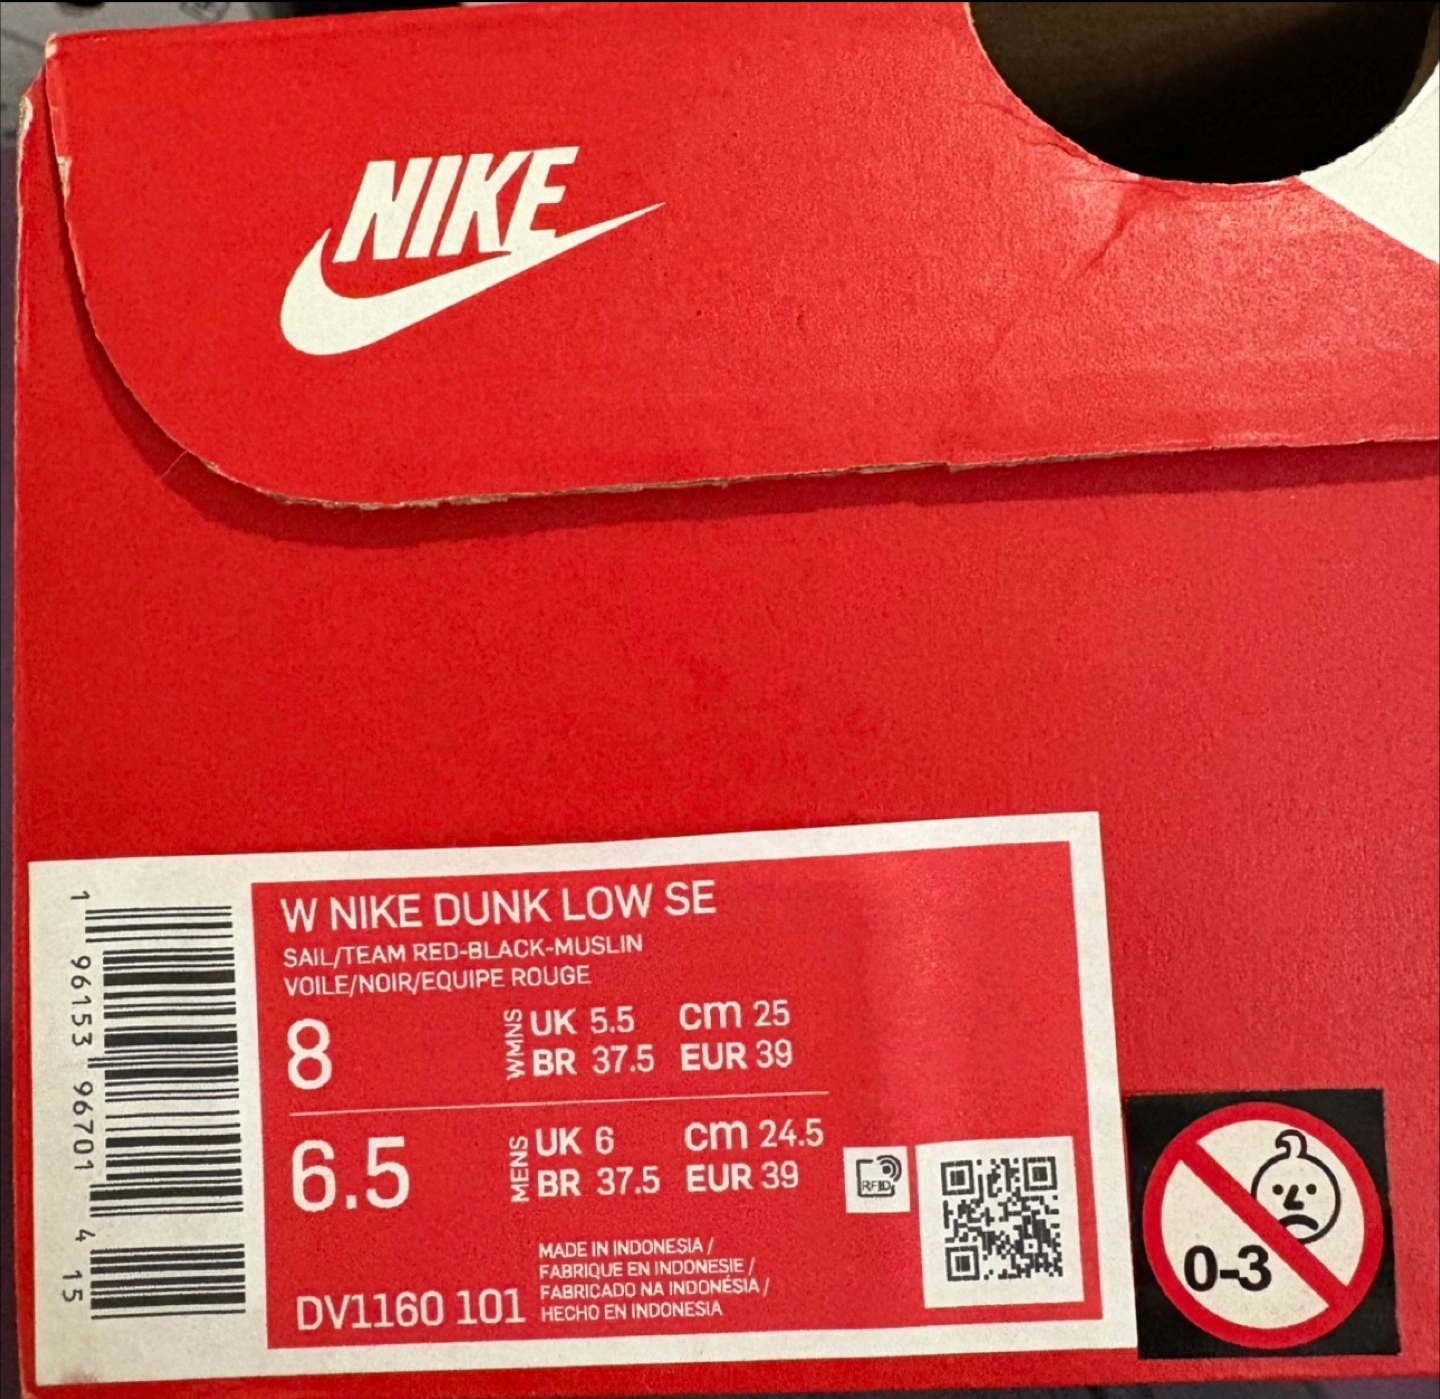 NIKE
W NIKE DUNK LOW SE
SAIL/TEAM RED-BLACK-MUSLIN
VOILE/NOIR/EQUIPE ROUGE
8 WMNS UK 5.5 cm 25
BR 37.5 EUR 39
6.5 MENS UK 6 cm 24.5
BR 37.5 EUR 39
RFID
MADE IN INDONESIA /
FABRIQUE EN INDONESIE /
FABRICADO NA INDONÉSIA /
DV1160 101 HECHO EN INDONESIA
1 96153 96701 4 15
0-3